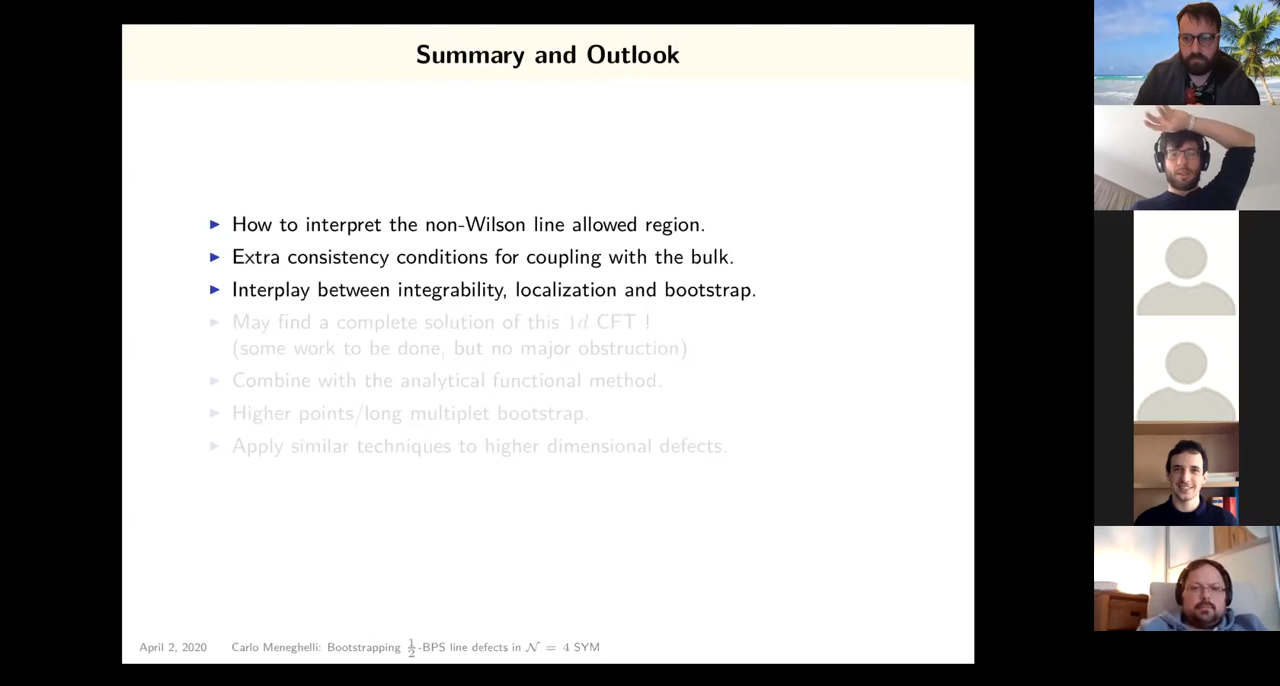 Summary and Outlook
▶ How to interpret the non-Wilson line allowed region.
▶ Extra consistency conditions for coupling with the bulk.
▶ Interplay between integrability, localization and bootstrap.
▶ May find a complete solution of this 1d CFT !
(some work to be done, but no major obstruction)
▶ Combine with the analytical functional method.
▶ Higher points/long multiplet bootstrap.
▶ Apply similar techniques to higher dimensional defects.
April 2, 2020 Carlo Meneghelli: Bootstrapping 1/2-BPS line defects in 𝒩 = 4 SYM